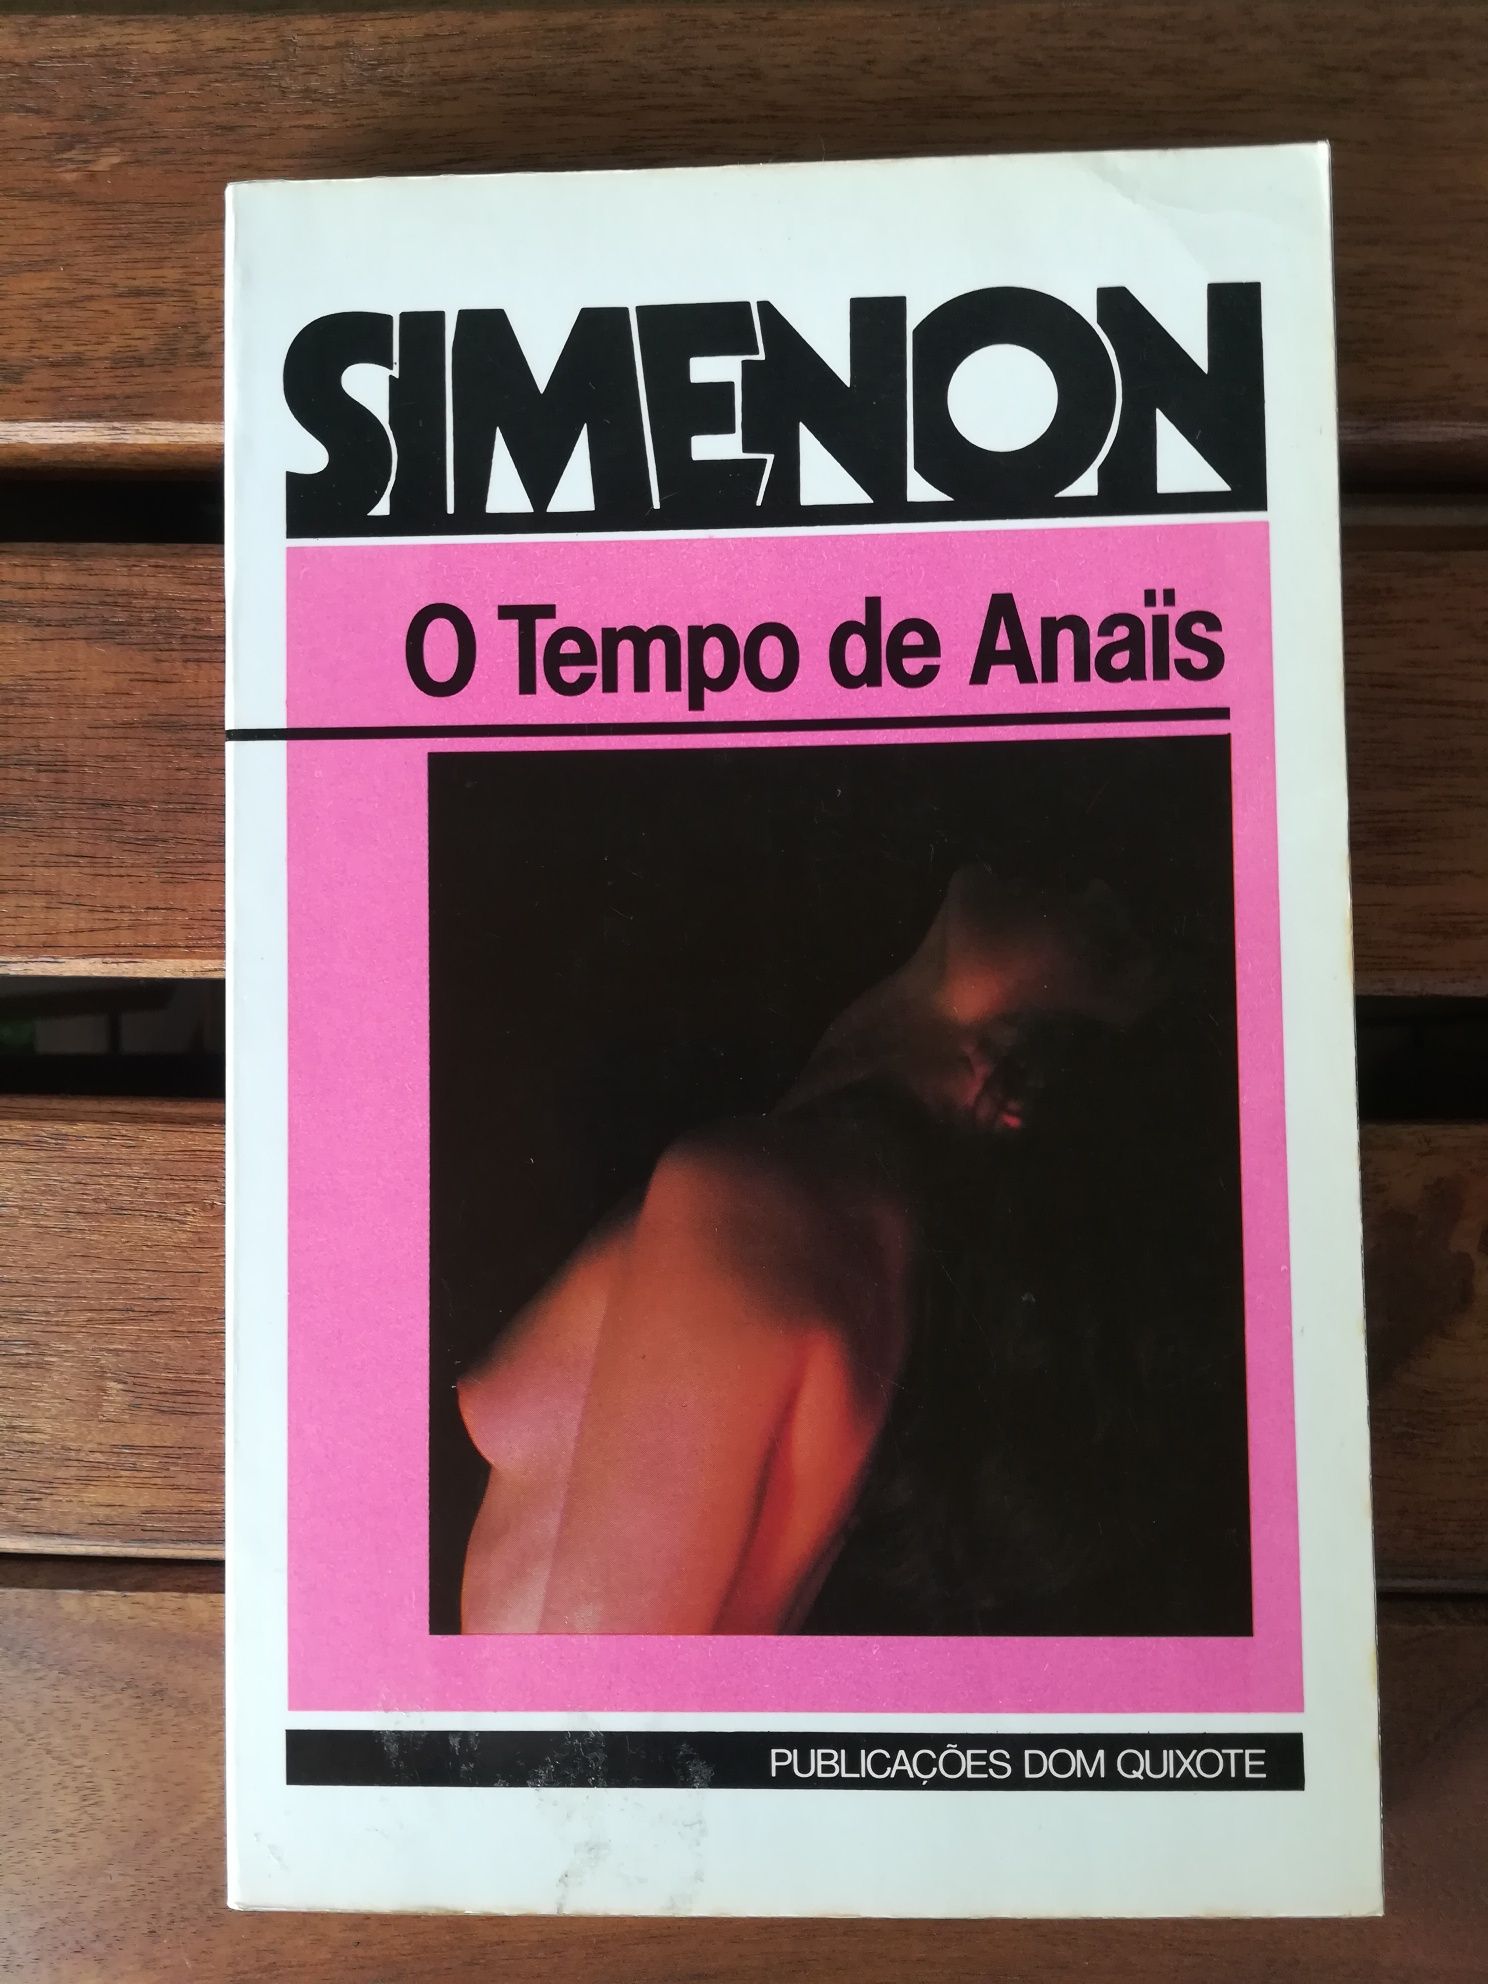 SIMENON
O Tempo de Anaïs
PUBLICAÇÕES DOM QUIXOTE